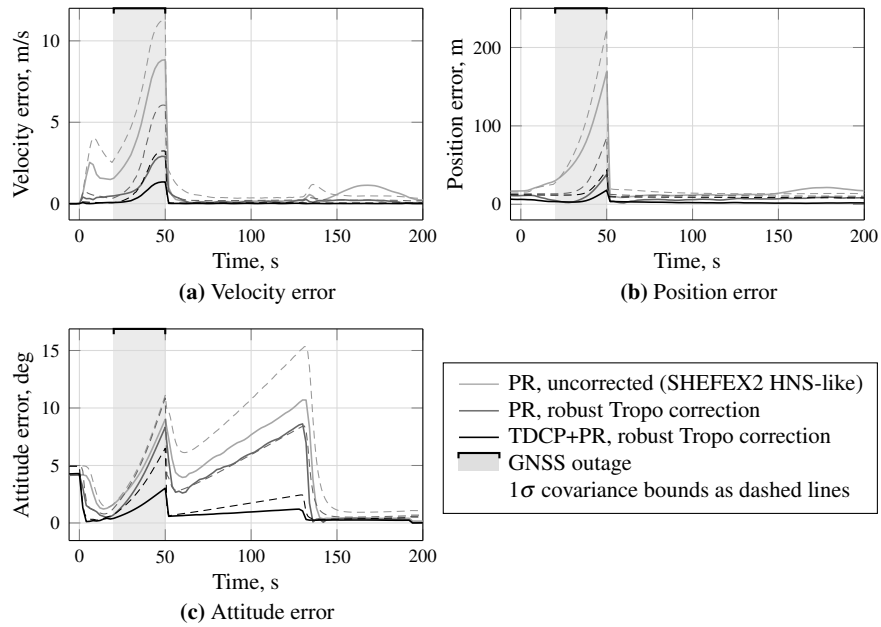 Velocity error, m/s
10
5
0
0 50 100 150 200
Time, s
(a) Velocity error
Position error, m
200
100
0
0 50 100 150 200
Time, s
(b) Position error
Attitude error, deg
15
10
5
0
0 50 100 150 200
Time, s
(c) Attitude error
PR, uncorrected (SHEFEX2 HNS-like)
PR, robust Tropo correction
TDCP+PR, robust Tropo correction
GNSS outage
1σ covariance bounds as dashed lines